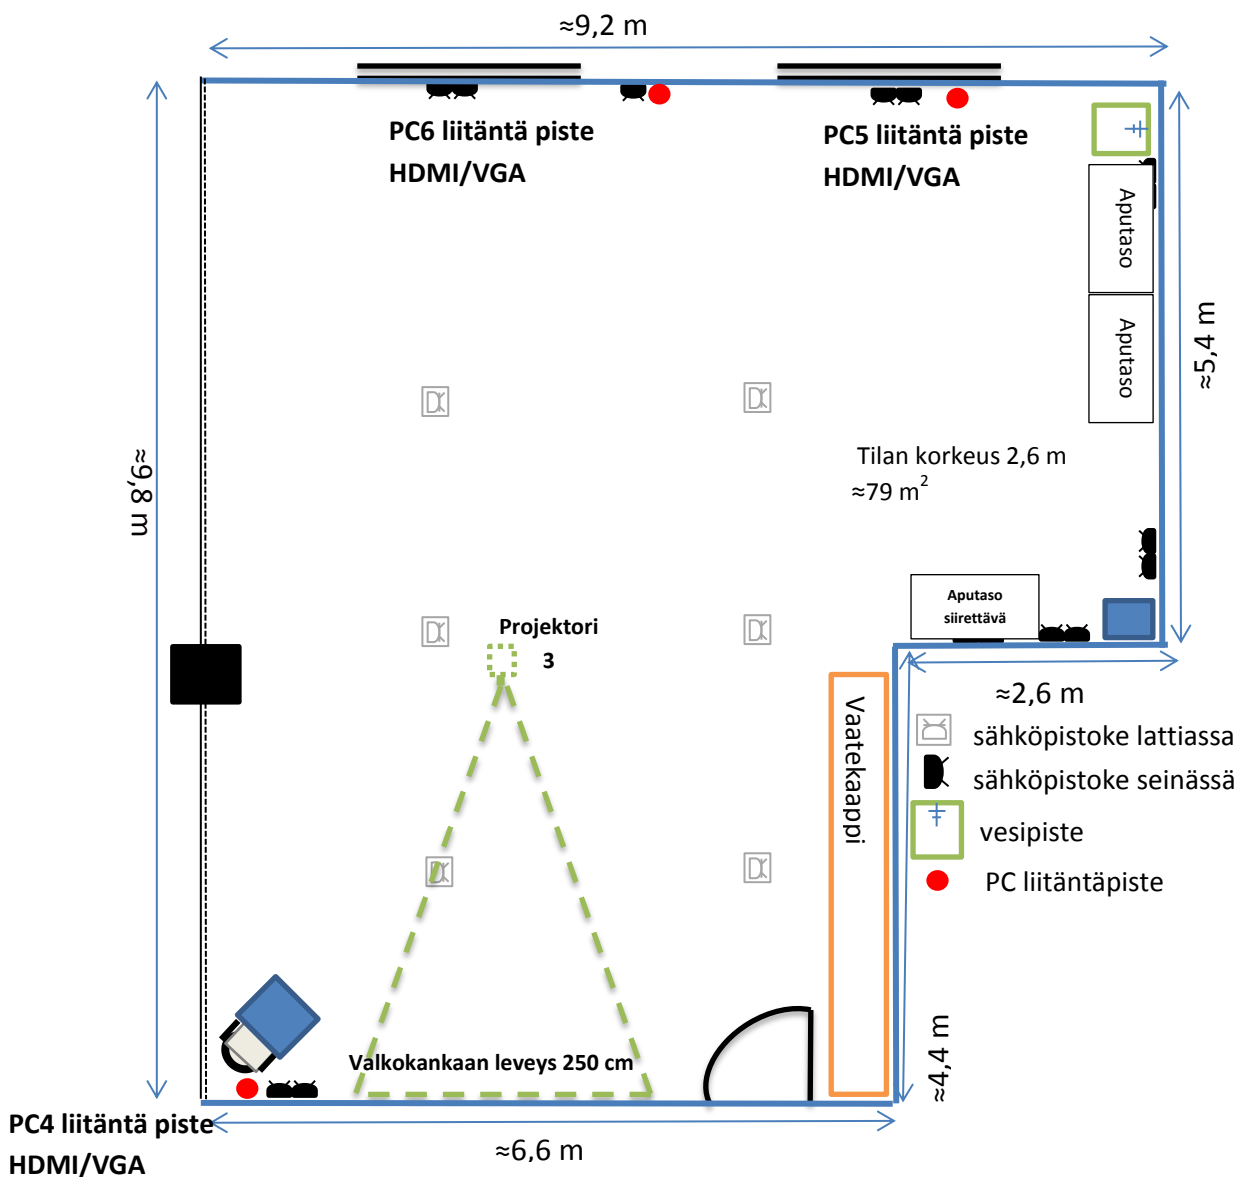 ≈9,2 m
PC6 liitäntä piste
HDMI/VGA
PC5 liitäntä piste
HDMI/VGA
Aputaso
Aputaso
≈5,4 m
≈9,8 m
Tilan korkeus 2,6 m
≈79 m²
Projektori
3
Aputaso
siirrettävä
≈2,6 m
Vaatekaappi
sähköpistoke lattiassa
sähköpistoke seinässä
vesipiste
PC liitäntäpiste
≈4,4 m
Valkokankaan leveys 250 cm
PC4 liitäntä piste
HDMI/VGA
≈6,6 m